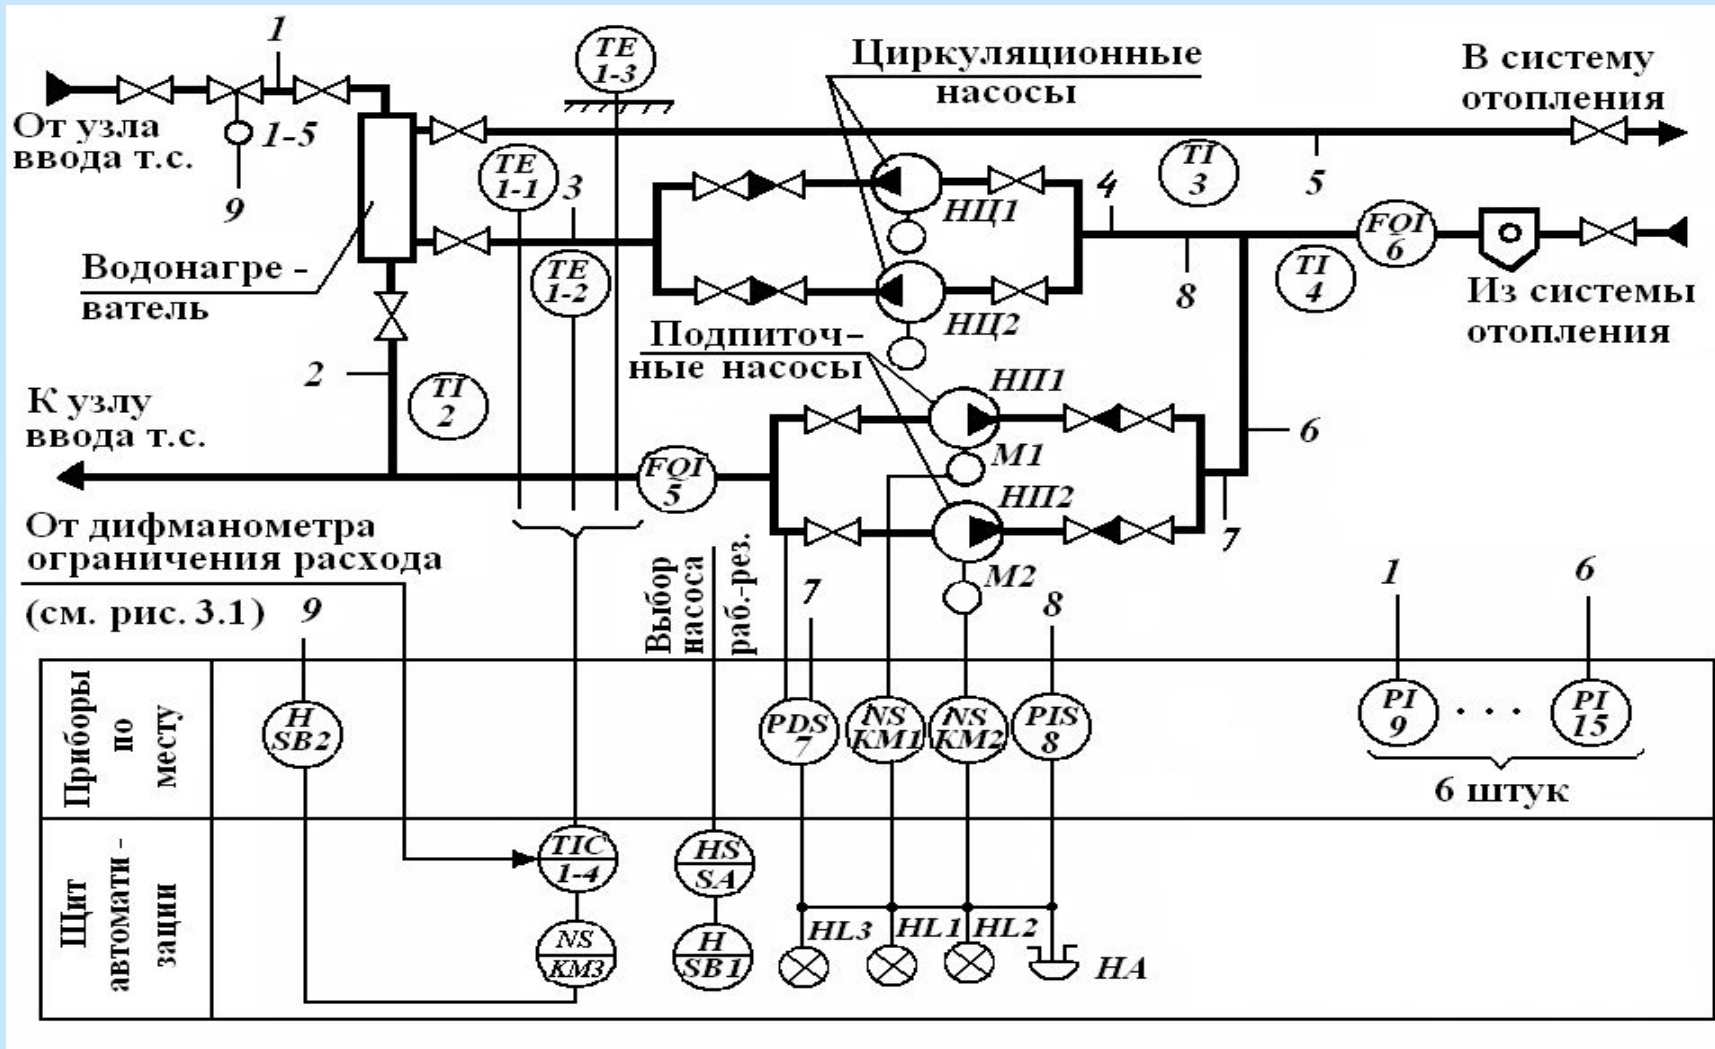 1
TE
1-3
Циркуляционные
насосы
В систему
отопления
От узла
ввода т.с.
1-5
9
TE
1-1
3
TI
3
5
4
НЦ1
FQI
6
Водонагре -
ватель
TE
1-2
8
TI
4
Из системы
отопления
НЦ2
Подпиточ-
ные насосы
2
TI
2
НП1
К узлу
ввода т.с.
6
М1
FQI
5
НП2
7
От дифманометра
ограничения расхода
(см. рис. 3.1)
9
Выбор
насоса
раб.-рез.
7
М2
8
1
6
Приборы
по
месту
H
SB2
PDS
7
NS
KM1
NS
KM2
PIS
8
PI
9
. . .
PI
15
6 штук
Щит
автомати -
зации
TIC
1-4
HS
SA
NS
KM3
H
SB1
HL3
HL1
HL2
HA